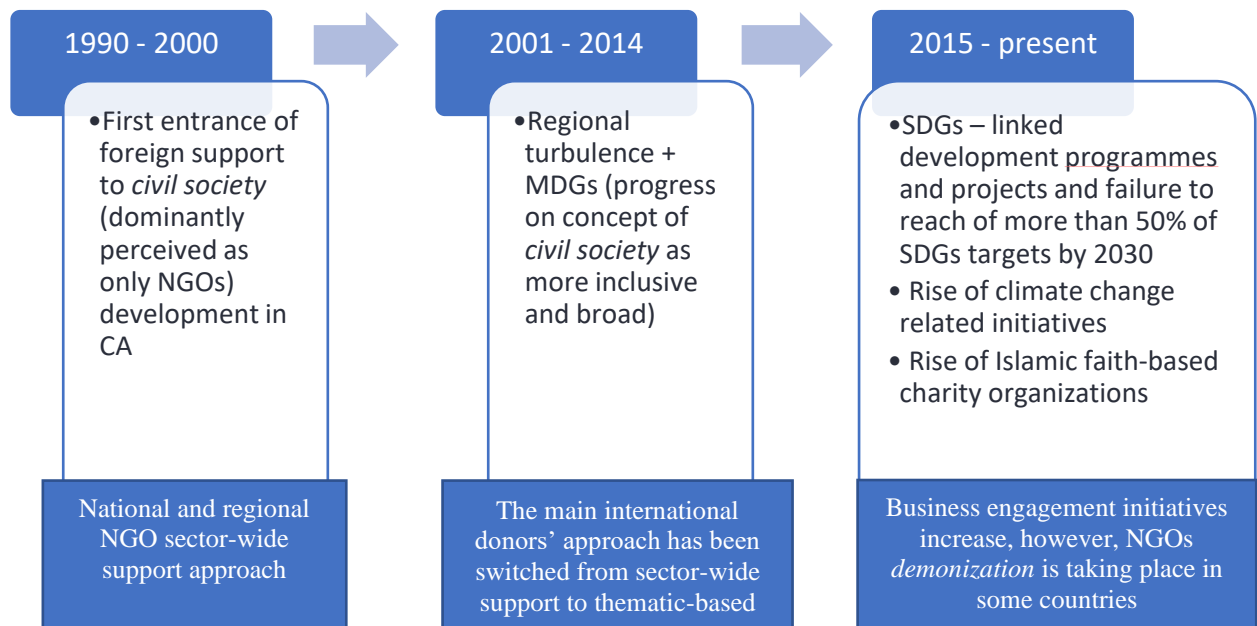 1990 - 2000
•First entrance of
foreign support
to civil society
(dominantly
perceived as
only NGOs)
development in
CA
National and regional
NGO sector-wide
support approach
2001 - 2014
•Regional
turbulence +
MDGs (progress
on concept of
civil society as
more inclusive
and broad)
The main international
donors’ approach has been
switched from sector-wide
support to thematic-based
2015 - present
•SDGs – linked
development programmes
and projects and failure to
reach of more than 50% of
SDGs targets by 2030
• Rise of climate change
related initiatives
• Rise of Islamic faith-based
charity organizations
Business engagement initiatives
increase, however, NGOs
demonization is taking place in
some countries